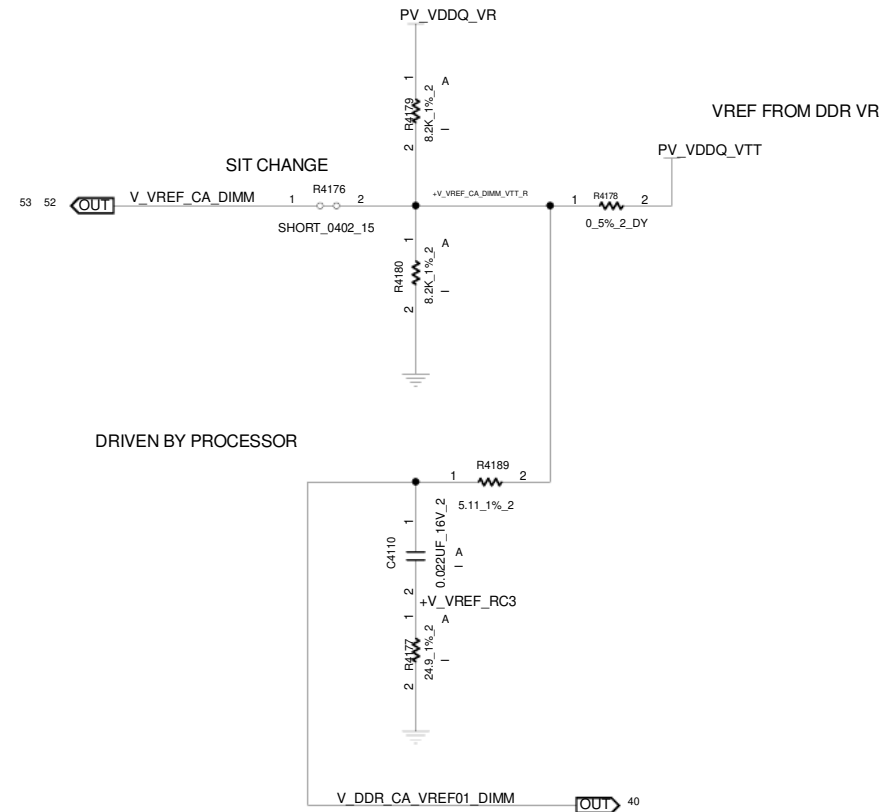 PV_VDDQ_VR
1
A
R4179
8.2K_1%_2
I
2
VREF FROM DDR VR
PV_VDDQ_VTT
SIT CHANGE
53 52 OUT V_VREF_CA_DIMM 1 R4176 2 +V_VREF_CA_DIMM_VTT_R 1 R4178 2
SHORT_0402_15
0_5%_2_DY
1
A
R4180
8.2K_1%_2
I
2
DRIVEN BY PROCESSOR
1 R4189 2
5.11_1%_2
1
C4110
0.022UF_16V_2
A
I
2
+V_VREF_RC3
1
A
R4177
24.9_1%_2
I
2
V_DDR_CA_VREF01_DIMM OUT 40